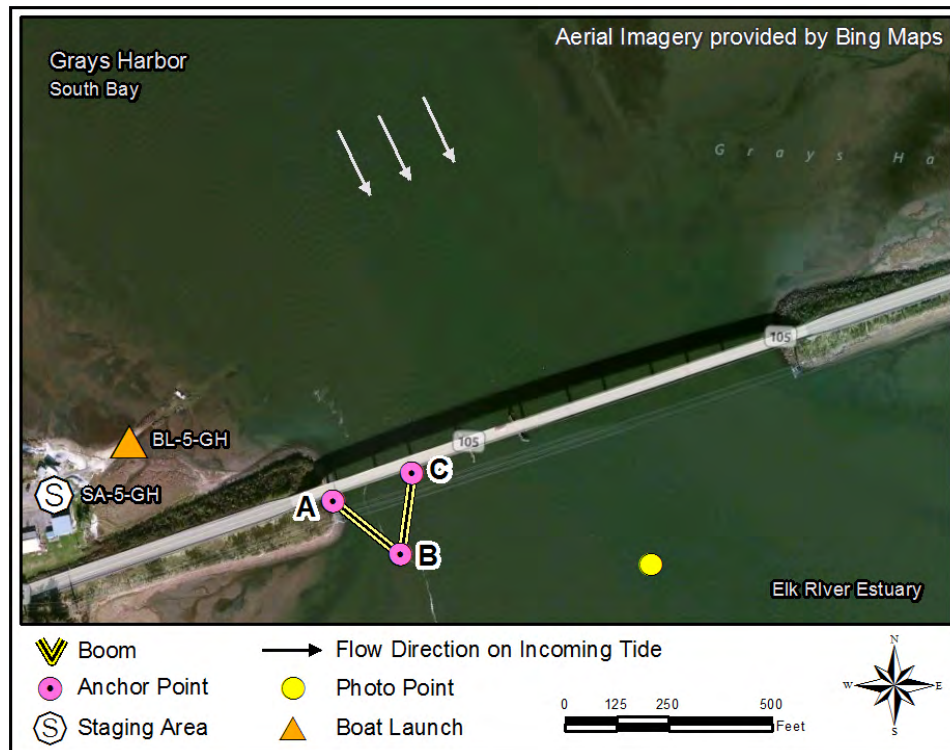 Aerial Imagery provided by Bing Maps
Grays Harbor
South Bay
Grays Ha
105
BL-5-GH
105
C
SA-5-GH
A
B
Elk RIver Estuary
Boom
Flow Direction on Incoming Tide
Anchor Point
Photo Point
S Staging Area
Boat Launch
N
W E
S
0 125 250 500
Feet
S